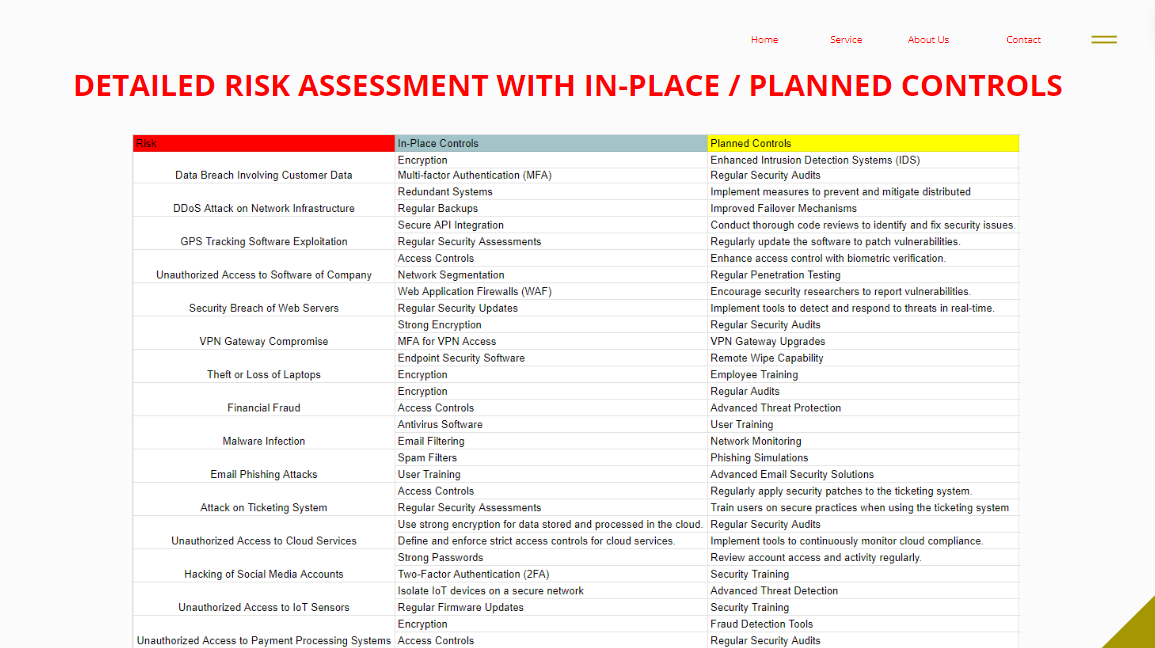 Home Service About Us Contact
DETAILED RISK ASSESSMENT WITH IN-PLACE / PLANNED CONTROLS
Risk In-Place Controls Planned Controls
Encryption Enhanced Intrusion Detection Systems (IDS)
Data Breach Involving Customer Data Multi-factor Authentication (MFA) Regular Security Audits
Redundant Systems Implement measures to prevent and mitigate distributed
DDoS Attack on Network Infrastructure Regular Backups Improved Failover Mechanisms
Secure API Integration Conduct thorough code reviews to identify and fix security issues.
GPS Tracking Software Exploitation Regular Security Assessments Regularly update the software to patch vulnerabilities.
Access Controls Enhance access control with biometric verification.
Unauthorized Access to Software of Company Network Segmentation Regular Penetration Testing
Web Application Firewalls (WAF) Encourage security researchers to report vulnerabilities.
Security Breach of Web Servers Regular Security Updates Implement tools to detect and respond to threats in real-time.
Strong Encryption Regular Security Audits
VPN Gateway Compromise MFA for VPN Access VPN Gateway Upgrades
Endpoint Security Software Remote Wipe Capability
Theft or Loss of Laptops Encryption Employee Training
Encryption Regular Audits
Financial Fraud Access Controls Advanced Threat Protection
Antivirus Software User Training
Malware Infection Email Filtering Network Monitoring
Spam Filters Phishing Simulations
Email Phishing Attacks User Training Advanced Email Security Solutions
Access Controls Regularly apply security patches to the ticketing system.
Attack on Ticketing System Regular Security Assessments Train users on secure practices when using the ticketing system
Use strong encryption for data stored and processed in the cloud. Regular Security Audits
Unauthorized Access to Cloud Services Define and enforce strict access controls for cloud services. Implement tools to continuously monitor cloud compliance.
Strong Passwords Review account access and activity regularly.
Hacking of Social Media Accounts Two-Factor Authentication (2FA) Security Training
Isolate IoT devices on a secure network Advanced Threat Detection
Unauthorized Access to IoT Sensors Regular Firmware Updates Security Training
Encryption Fraud Detection Tools
Unauthorized Access to Payment Processing Systems Access Controls Regular Security Audits